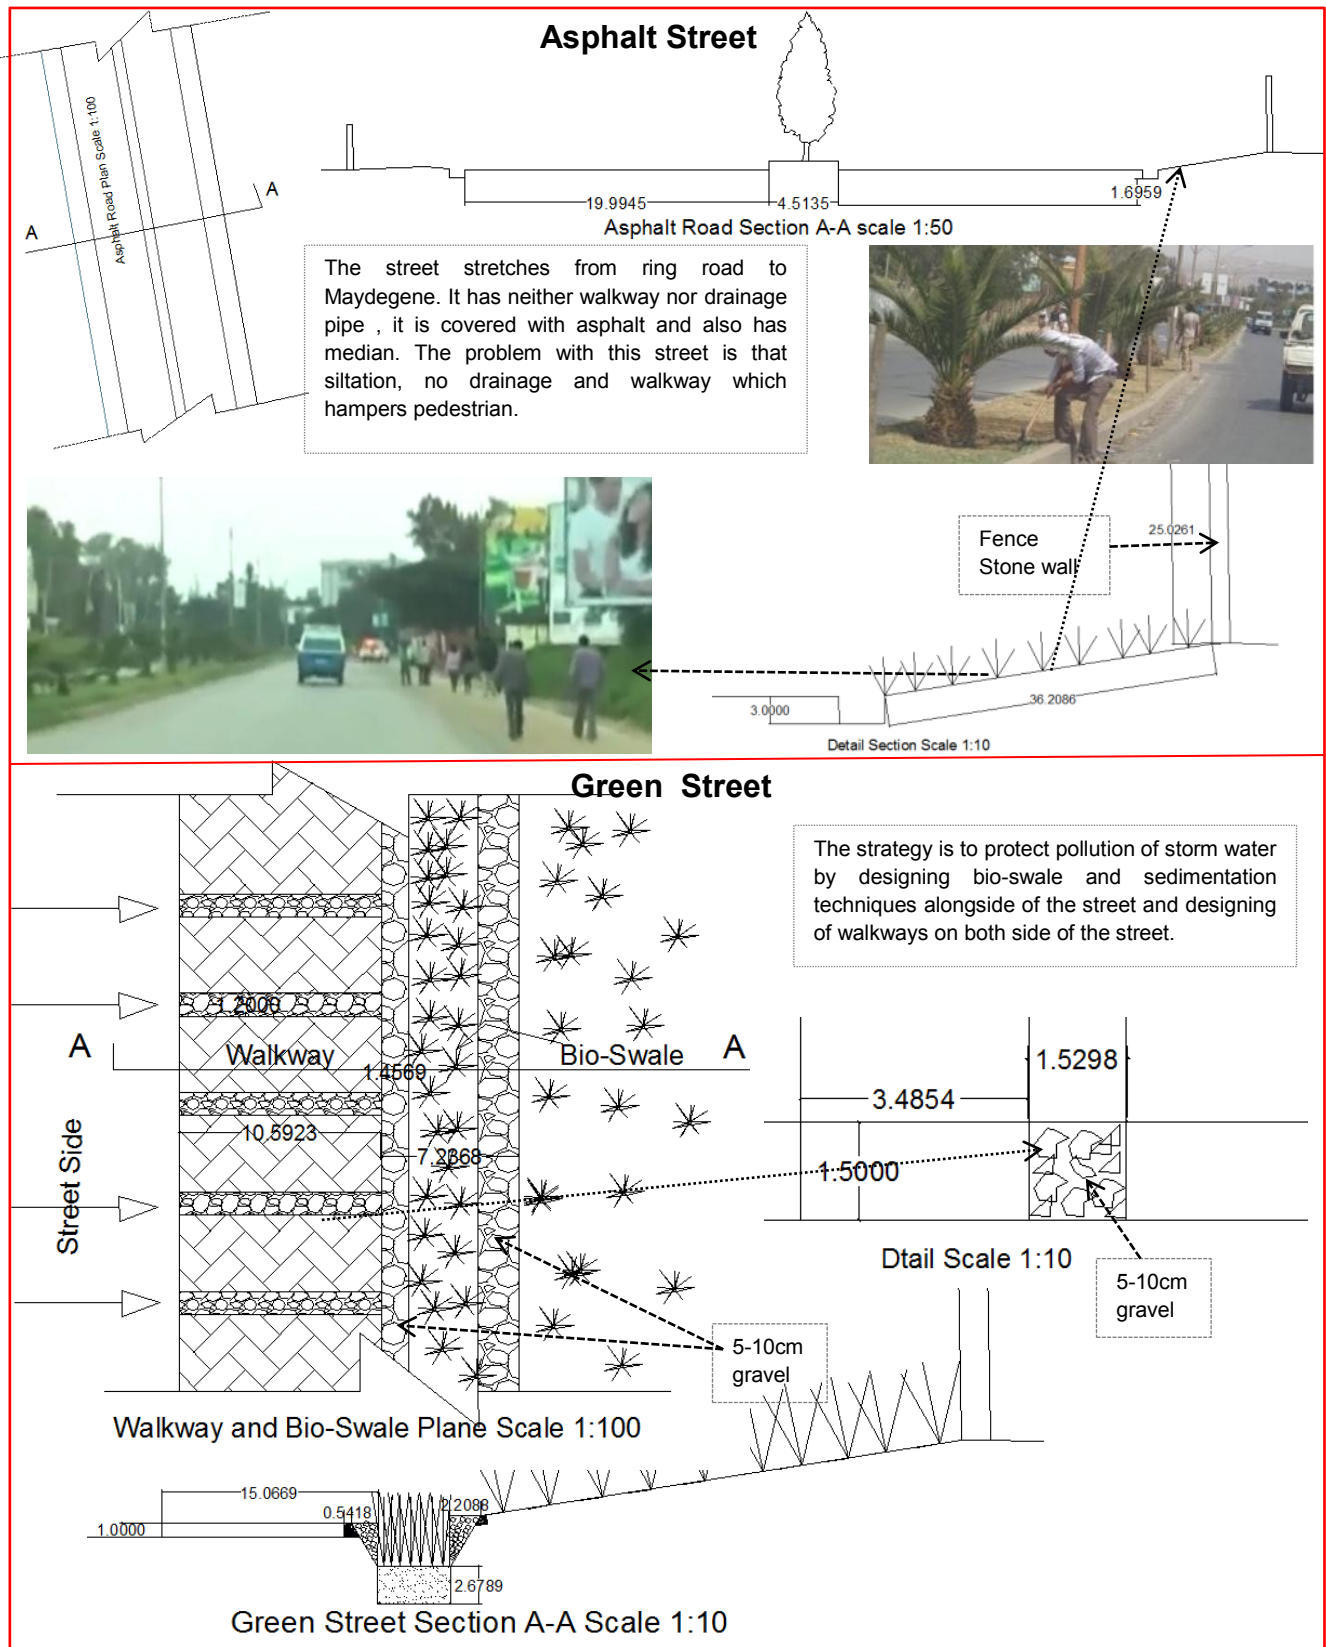 Asphalt Street
Asphalt Road Plan Scale 1:100
A
A
19.9945
4.5135
1.6959
Asphalt Road Section A-A scale 1:50
The street stretches from ring road to
Maydegene. It has neither walkway nor drainage
pipe , it is covered with asphalt and also has
median. The problem with this street is that
siltation, no drainage and walkway which
hampers pedestrian.
Fence
Stone wall
25.0261
36.2086
3.0000
Detail Section Scale 1:10
Green Street
The strategy is to protect pollution of storm water
by designing bio-swale and sedimentation
techniques alongside of the street and designing
of walkways on both side of the street.
1.2000
A
Walkway
Bio-Swale
A
1.4569
10.5923
7.2368
Street Side
1.5298
3.4854
1.5000
Dtail Scale 1:10
5-10cm
gravel
5-10cm
gravel
Walkway and Bio-Swale Plane Scale 1:100
15.0669
0.5418
2.2088
1.0000
2.6789
Green Street Section A-A Scale 1:10